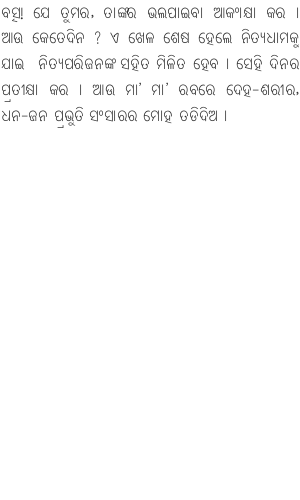 ବତ୍ସ! ଯେ ତୁମର, ତାଙ୍କର ଭଲପାଇବା ଆକାଂକ୍ଷା କର ।
ଆଉ କେତେଦିନ ? ଏ ଖେଳ ଶେଷ ହେଲେ ନିତ୍ୟଧାମକୁ
ଯାଇ ନିତ୍ୟପରିଜନଙ୍କ ସହିତ ମିଳିତ ହେବ । ସେହି ଦିନର
ପ୍ରତୀକ୍ଷା କର । ଆଉ ମା' ମା' ରବରେ ଦେହ-ଶରୀର,
ଧନ-ଜନ ପ୍ରଭୃତି ସଂସାରର ମୋହ ତଡିଦିଅ ।